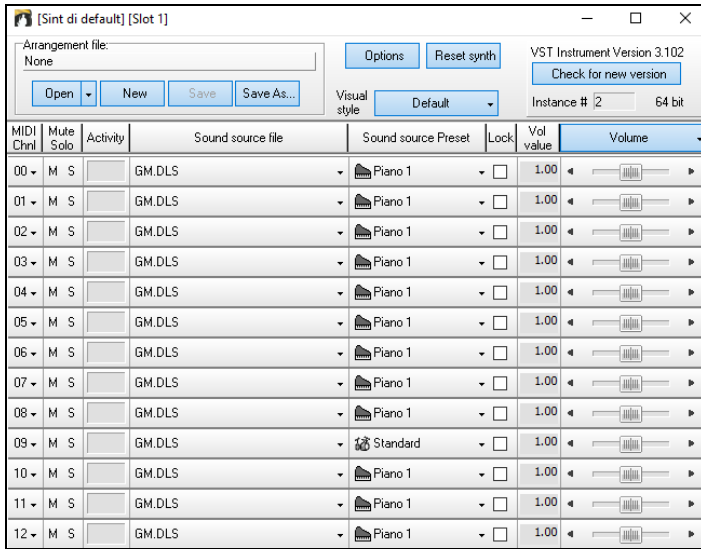 [Sint di default] [Slot 1]
Arrangement file:
None
Open New Save Save As...
Options Reset synth
Visual style Default
VST Instrument Version 3.102
Check for new version
Instance # 2 64 bit
MIDI Chnl Mute Solo Activity Sound source file Sound source Preset Lock Vol value Volume
00 M S GM.DLS Piano 1 1.00
01 M S GM.DLS Piano 1 1.00
02 M S GM.DLS Piano 1 1.00
03 M S GM.DLS Piano 1 1.00
04 M S GM.DLS Piano 1 1.00
05 M S GM.DLS Piano 1 1.00
06 M S GM.DLS Piano 1 1.00
07 M S GM.DLS Piano 1 1.00
08 M S GM.DLS Piano 1 1.00
09 M S GM.DLS Standard 1.00
10 M S GM.DLS Piano 1 1.00
11 M S GM.DLS Piano 1 1.00
12 M S GM.DLS Piano 1 1.00